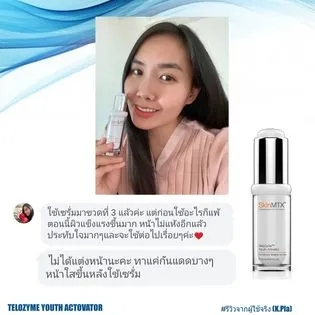 SkinMTX
ใช้เซรั่มมาขวดที่ 3 แล้วค่ะ แต่ก่อนใช้อะไรก็แพ้
ตอนนี้ผิวแข็งแรงขึ้นมาก หน้าไม่แห้งอีกแล้ว
ประทับใจมากๆและจะใช้ต่อไปเรื่อยๆค่ะ❤️
ไม่ได้แต่งหน้านะคะ ทาแค่กันแดดบางๆ
หน้าใสขึ้นหลังใช้เซรั่ม
TELOZYME YOUTH ACTOVATOR
#รีวิวจากผู้ใช้จริง (K.Pla)